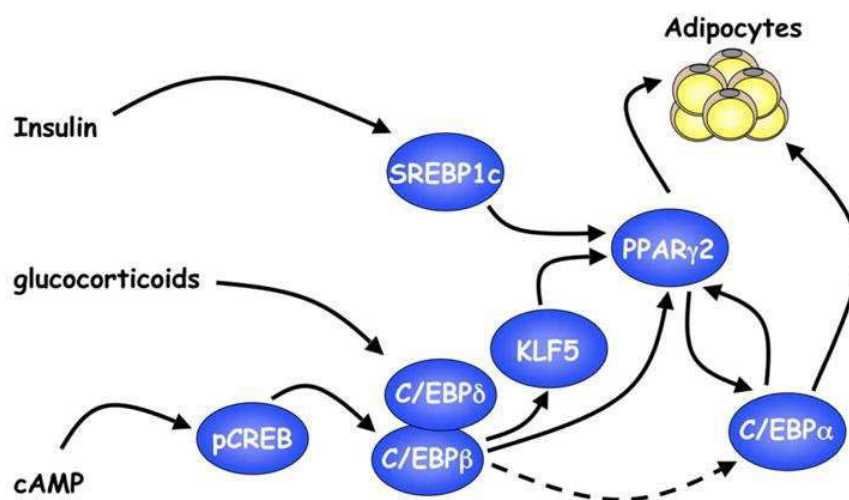 Adipocytes
Insulin
SREBP1c
PPARγ2
glucocorticoids
KLF5
C/EBPδ
pCREB
C/EBPβ
C/EBPα
cAMP